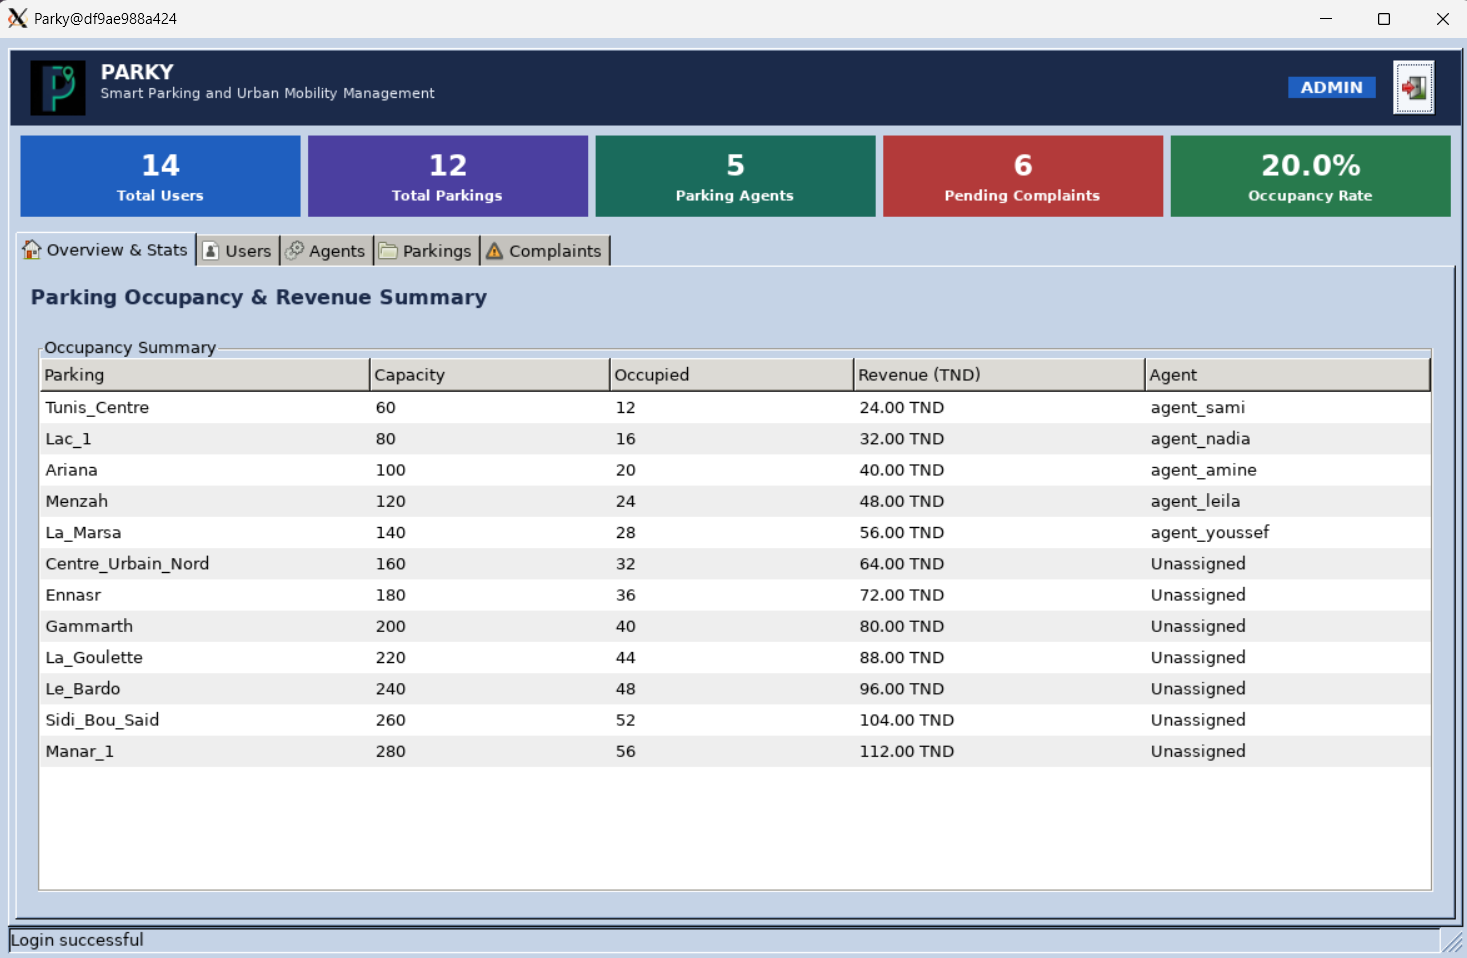 Parky@df9ae988a424
PARKY
Smart Parking and Urban Mobility Management
ADMIN
14
Total Users
12
Total Parkings
5
Parking Agents
6
Pending Complaints
20.0%
Occupancy Rate
Overview & Stats Users Agents Parkings Complaints
Parking Occupancy & Revenue Summary
Occupancy Summary
Parking Capacity Occupied Revenue (TND) Agent
Tunis_Centre 60 12 24.00 TND agent_sami
Lac_1 80 16 32.00 TND agent_nadia
Ariana 100 20 40.00 TND agent_amine
Menzah 120 24 48.00 TND agent_leila
La_Marsa 140 28 56.00 TND agent_youssef
Centre_Urbain_Nord 160 32 64.00 TND Unassigned
Ennasr 180 36 72.00 TND Unassigned
Gammarth 200 40 80.00 TND Unassigned
La_Goulette 220 44 88.00 TND Unassigned
Le_Bardo 240 48 96.00 TND Unassigned
Sidi_Bou_Said 260 52 104.00 TND Unassigned
Manar_1 280 56 112.00 TND Unassigned
Login successful